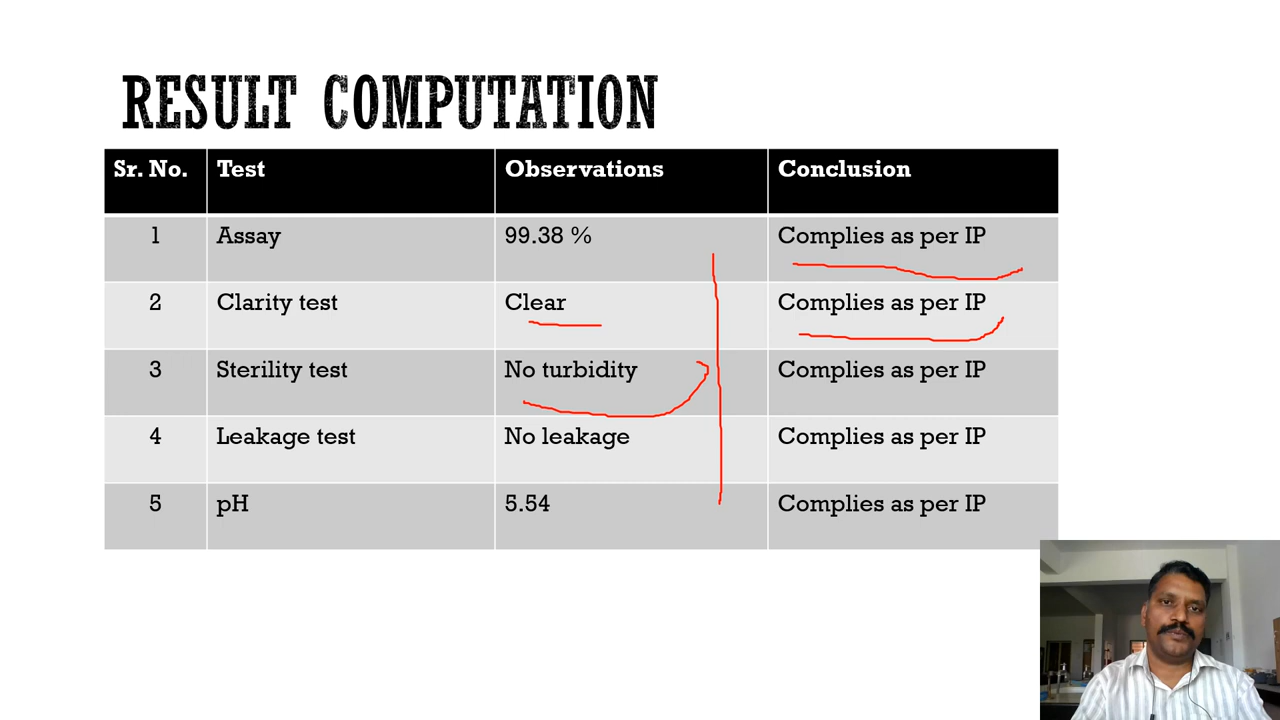 RESULT COMPUTATION
Sr. No. Test Observations Conclusion
1 Assay 99.38 % Complies as per IP
2 Clarity test Clear Complies as per IP
3 Sterility test No turbidity Complies as per IP
4 Leakage test No leakage Complies as per IP
5 pH 5.54 Complies as per IP